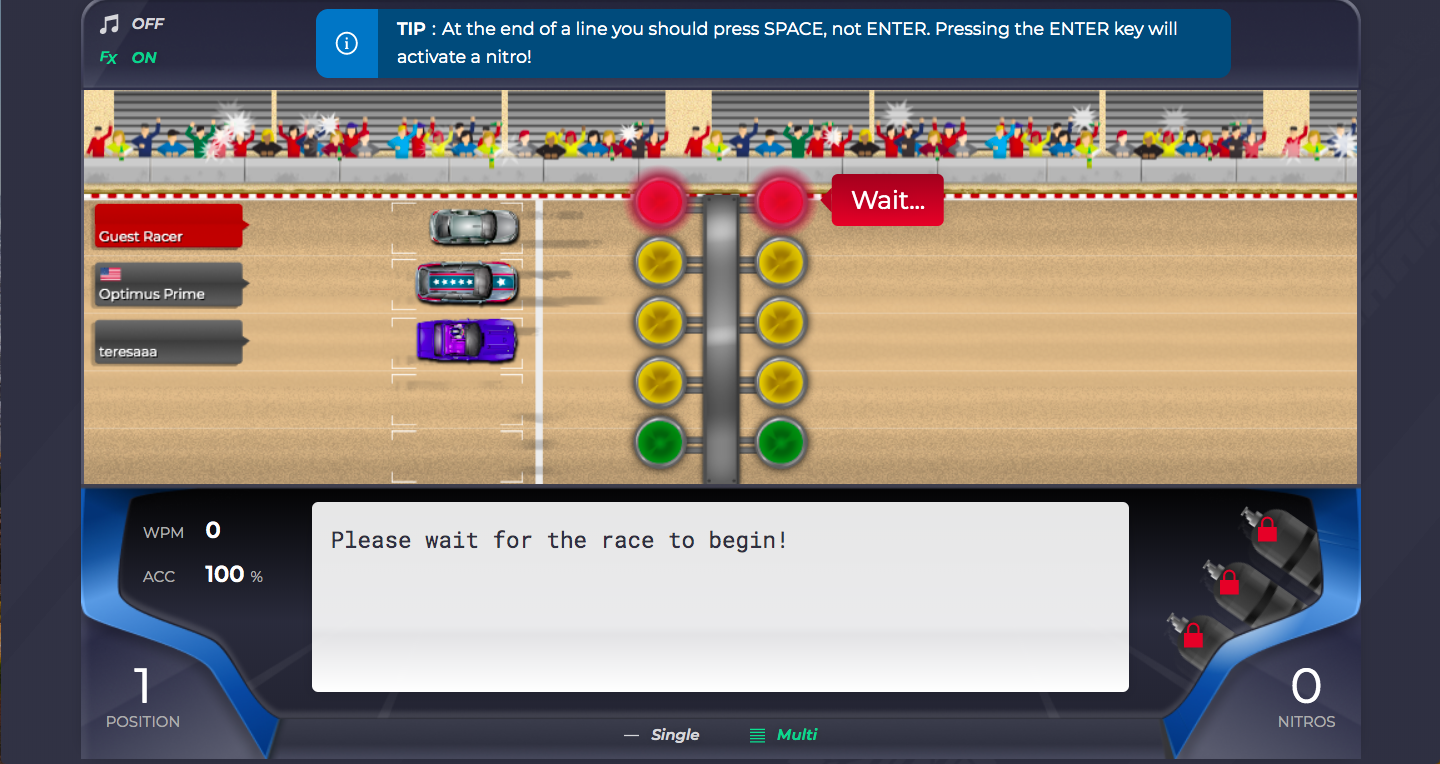 OFF
Fx ON
TIP : At the end of a line you should press SPACE, not ENTER. Pressing the ENTER key will
activate a nitro!
Wait...
Guest Racer
Optimus Prime
teresaaa
WPM 0
ACC 100 %
Please wait for the race to begin!
1
POSITION
0
NITROS
Single
Multi